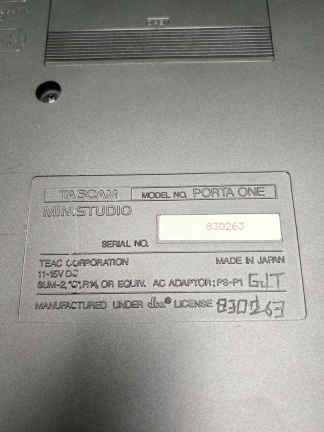 TASCAM MODEL NO. PORTA ONE
MINISTUDIO
830263
SERIAL NO.
TEAC CORPORATION MADE IN JAPAN
11-15V DC
SUM-2, "C", R14, OR EQUIV. AC ADAPTOR: PS-P1
MANUFACTURED UNDER dbx® LICENSE 830263